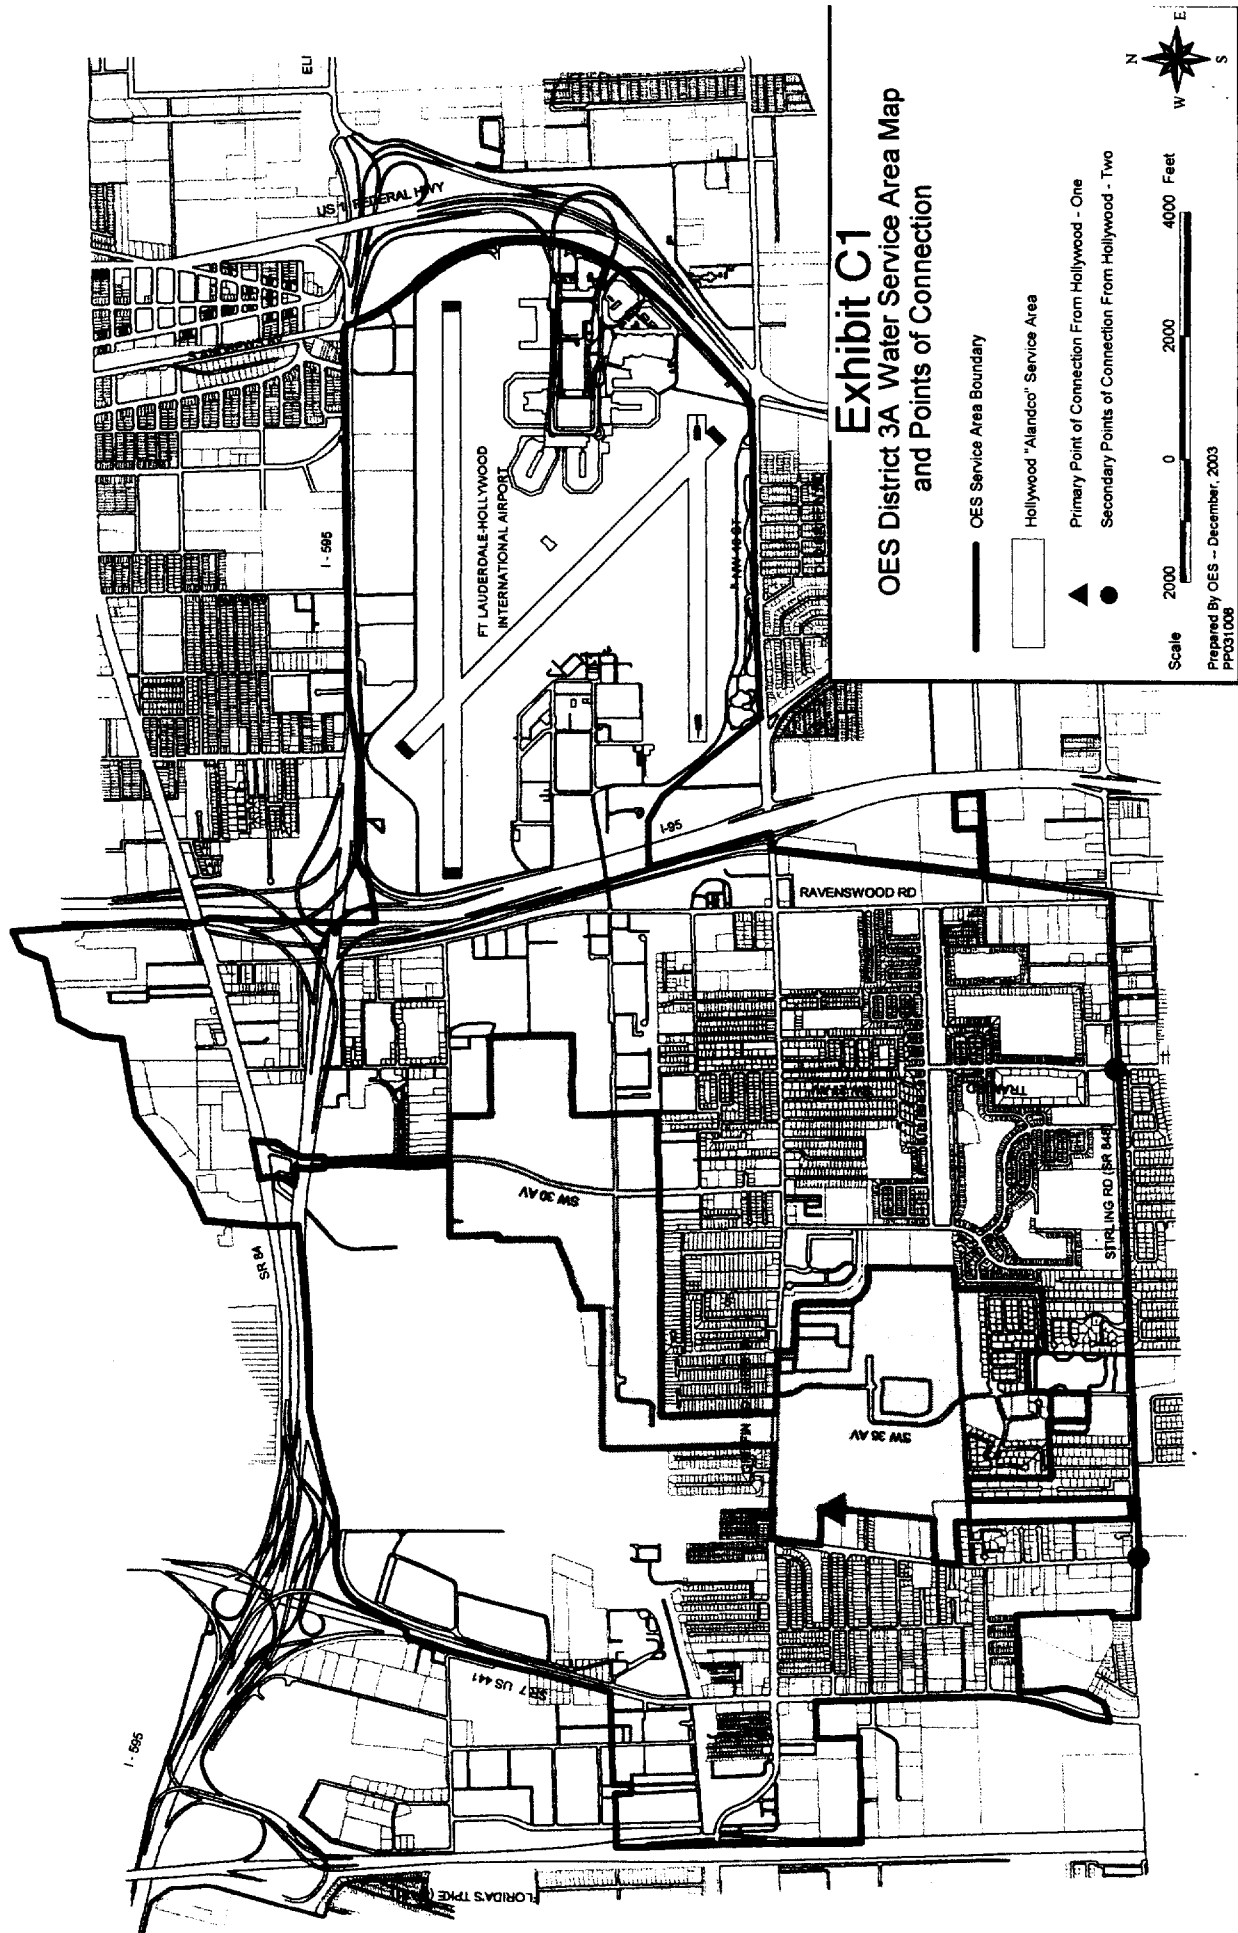 Exhibit C1
OES District 3A Water Service Area Map
and Points of Connection
OES Service Area Boundary
Hollywood "Alandco" Service Area
Primary Point of Connection From Hollywood - One
Secondary Points of Connection From Hollywood - Two
Scale
2000 0 2000 4000 Feet
Prepared By OES -- December, 2003
PP031008
N
E
S
W
ELI
US 1 FEDERAL HWY
I - 595
FT LAUDERDALE-HOLLYWOOD
INTERNATIONAL AIRPORT
I-95
RAVENSWOOD RD
SW 30 AV
SR 84
STIRLING RD (SR 848)
SW 36 AV
SR 7 US 441
I - 595
FLORIDA'S TPKE